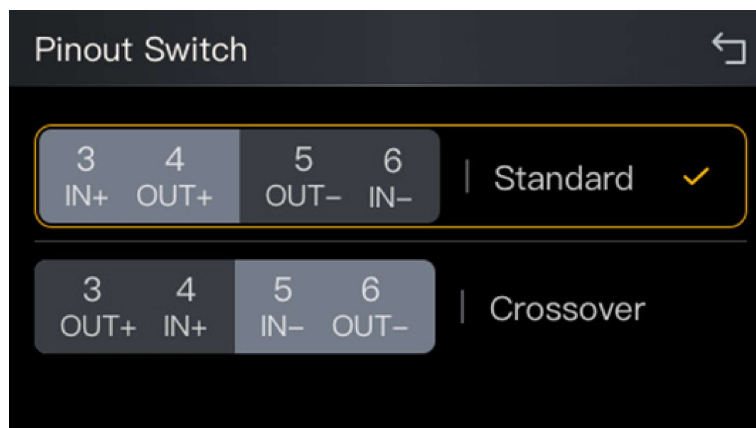 Pinout Switch
3 4 5 6 | Standard
IN+ OUT+ OUT– IN–
3 4 5 6 | Crossover
OUT+ IN+ IN– OUT–